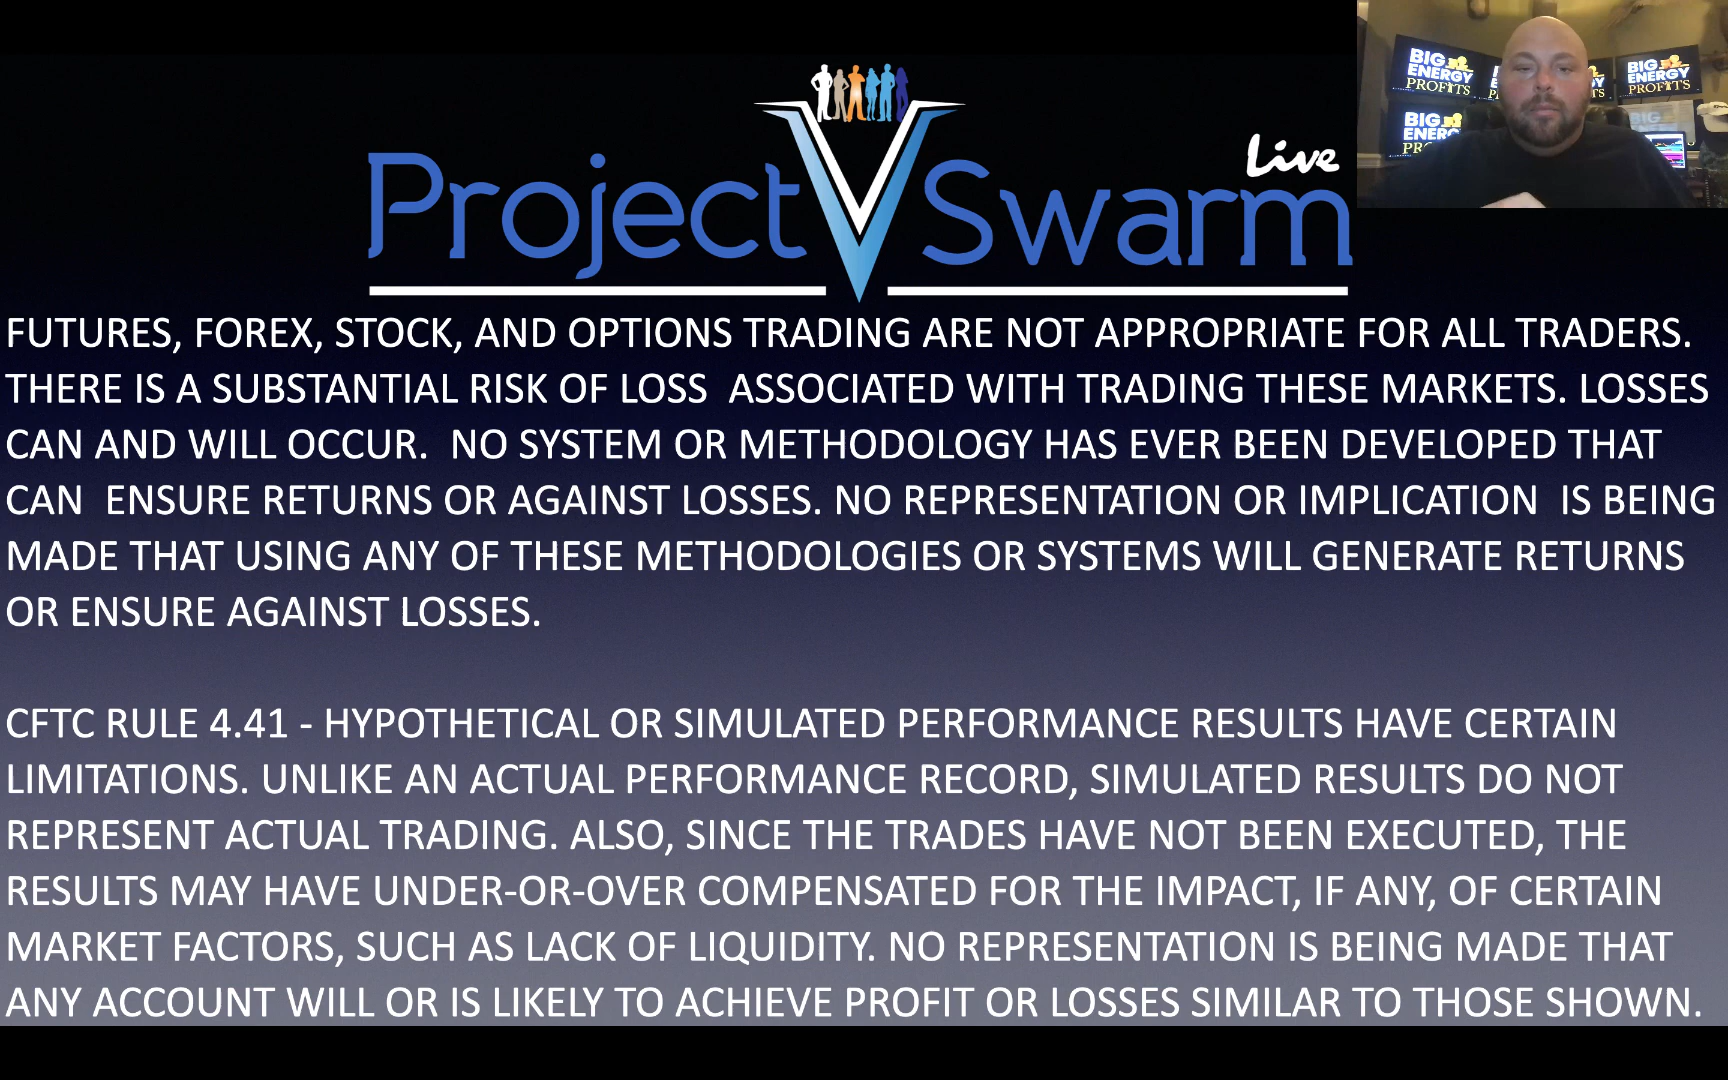 BIG
ENERGY
PROFITS
BIG
ENERGY
PROFITS
BIG
Live
Project Swarm
FUTURES, FOREX, STOCK, AND OPTIONS TRADING ARE NOT APPROPRIATE FOR ALL TRADERS.
THERE IS A SUBSTANTIAL RISK OF LOSS  ASSOCIATED WITH TRADING THESE MARKETS. LOSSES
CAN AND WILL OCCUR.  NO SYSTEM OR METHODOLOGY HAS EVER BEEN DEVELOPED THAT
CAN  ENSURE RETURNS OR AGAINST LOSSES. NO REPRESENTATION OR IMPLICATION  IS BEING
MADE THAT USING ANY OF THESE METHODOLOGIES OR SYSTEMS WILL GENERATE RETURNS
OR ENSURE AGAINST LOSSES.
CFTC RULE 4.41 - HYPOTHETICAL OR SIMULATED PERFORMANCE RESULTS HAVE CERTAIN
LIMITATIONS. UNLIKE AN ACTUAL PERFORMANCE RECORD, SIMULATED RESULTS DO NOT
REPRESENT ACTUAL TRADING. ALSO, SINCE THE TRADES HAVE NOT BEEN EXECUTED, THE
RESULTS MAY HAVE UNDER-OR-OVER COMPENSATED FOR THE IMPACT, IF ANY, OF CERTAIN
MARKET FACTORS, SUCH AS LACK OF LIQUIDITY. NO REPRESENTATION IS BEING MADE THAT
ANY ACCOUNT WILL OR IS LIKELY TO ACHIEVE PROFIT OR LOSSES SIMILAR TO THOSE SHOWN.